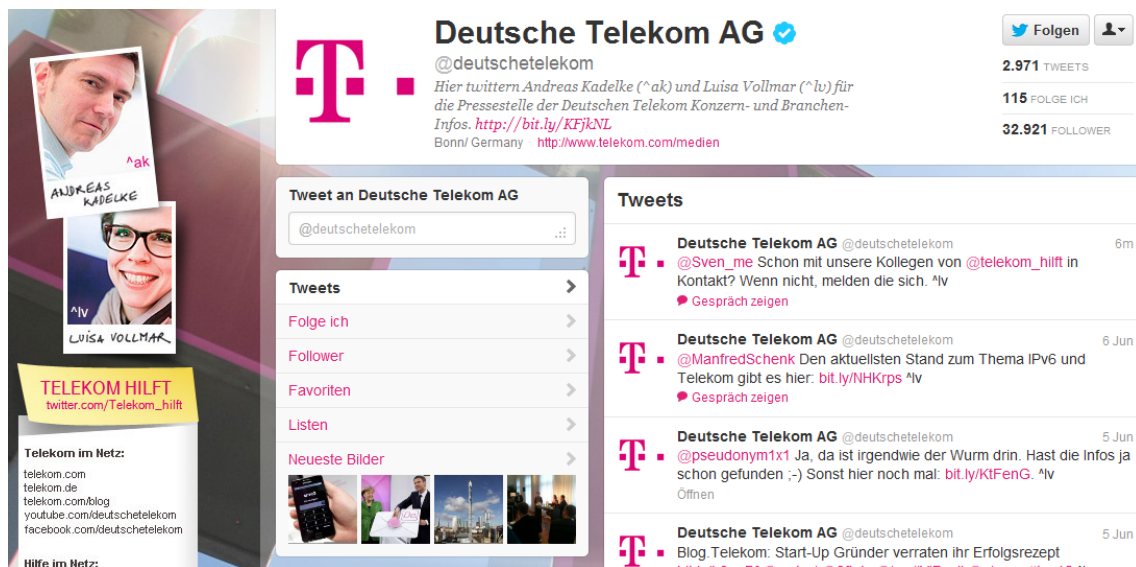 Deutsche Telekom AG
@deutschetelekom
Hier twittern Andreas Kadelke (^ak) und Luisa Vollmar (^lv) für
die Pressestelle der Deutschen Telekom Konzern- und Branchen-
Infos. http://bit.ly/KFjkNL
Bonn/ Germany · http://www.telekom.com/medien
Folgen
2.971 TWEETS
115 FOLGE ICH
32.921 FOLLOWER
^ak
ANDREAS
KADELKE
^lv
LUISA VOLLMAR
TELEKOM HILFT
twitter.com/Telekom_hilft
Telekom im Netz:
telekom.com
telekom.de
telekom.com/blog
youtube.com/deutschetelekom
facebook.com/deutschetelekom
Hilfe im Netz:
Tweet an Deutsche Telekom AG
@deutschetelekom
Tweets
Folge ich
Follower
Favoriten
Listen
Neueste Bilder
Tweets
Deutsche Telekom AG @deutschetelekom 6m
@Sven_me Schon mit unsere Kollegen von @telekom_hilft in
Kontakt? Wenn nicht, melden die sich. ^lv
Gespräch zeigen
Deutsche Telekom AG @deutschetelekom 6 Jun
@ManfredSchenk Den aktuellsten Stand zum Thema IPv6 und
Telekom gibt es hier: bit.ly/NHKrps ^lv
Gespräch zeigen
Deutsche Telekom AG @deutschetelekom 5 Jun
@pseudonym1x1 Ja, da ist irgendwie der Wurm drin. Hast die Infos ja
schon gefunden ;-) Sonst hier noch mal: bit.ly/KtFenG. ^lv
Öffnen
Deutsche Telekom AG @deutschetelekom 5 Jun
Blog.Telekom: Start-Up Gründer verraten ihr Erfolgsrezept